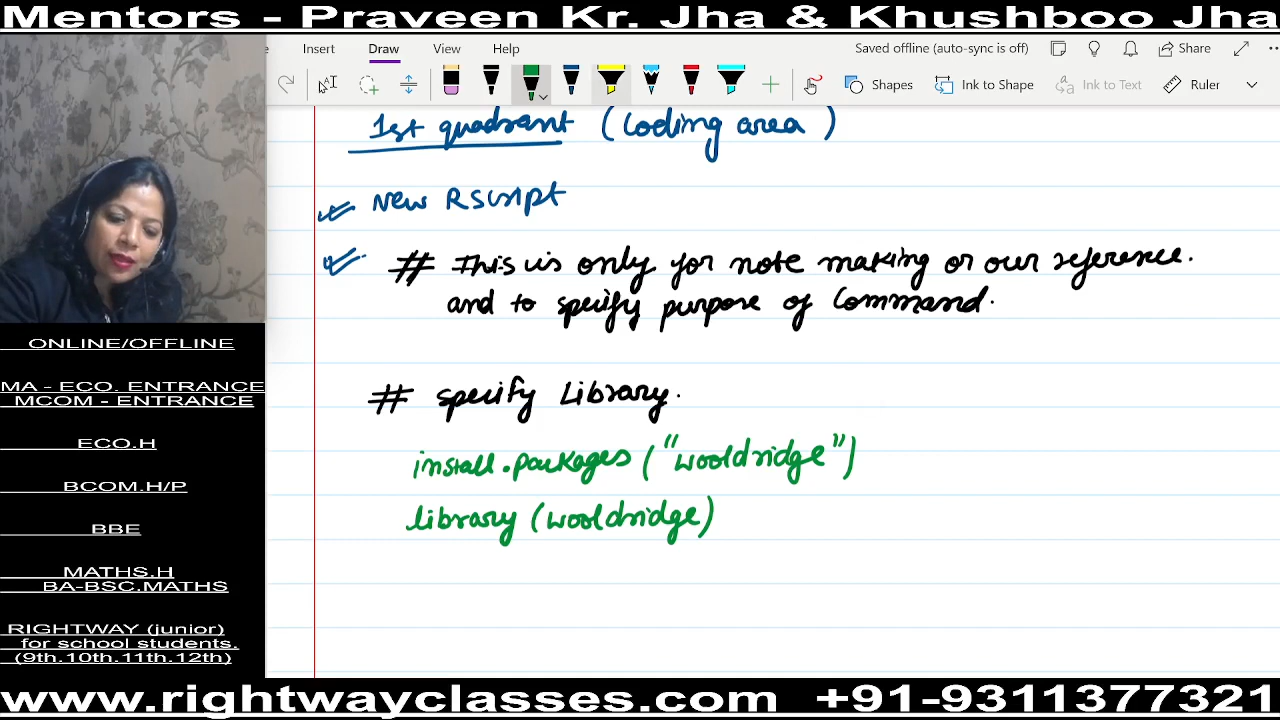 Mentors - Praveen Kr. Jha & Khushboo Jha
Insert Draw View Help Saved offline (auto-sync is off) Share
Shapes Ink to Shape Ink to Text Ruler
1st quadrant (Coding area)
New RScript
# This is only for note making or our reference.
and to specify purpose of Command.
# specify Library.
install.packages ("wooldridge")
library (wooldridge)
ONLINE/OFFLINE
MA - ECO. ENTRANCE
MCOM - ENTRANCE
ECO.H
BCOM.H/P
BBE
MATHS.H
BA-BSC.MATHS
RIGHTWAY (junior)
for school students.
(9th.10th.11th.12th)
www.rightwayclasses.com +91-9311377321